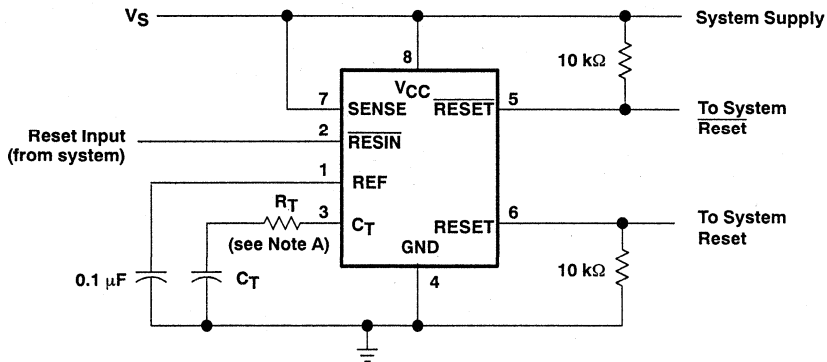 VS
System Supply
8
10 kΩ
VCC
7
SENSE
RESET
5
To System
Reset
Reset Input
(from system)
2
RESIN
1
REF
RT
3
CT
(see Note A)
RESET
6
To System
Reset
GND
0.1 µF
CT
4
10 kΩ